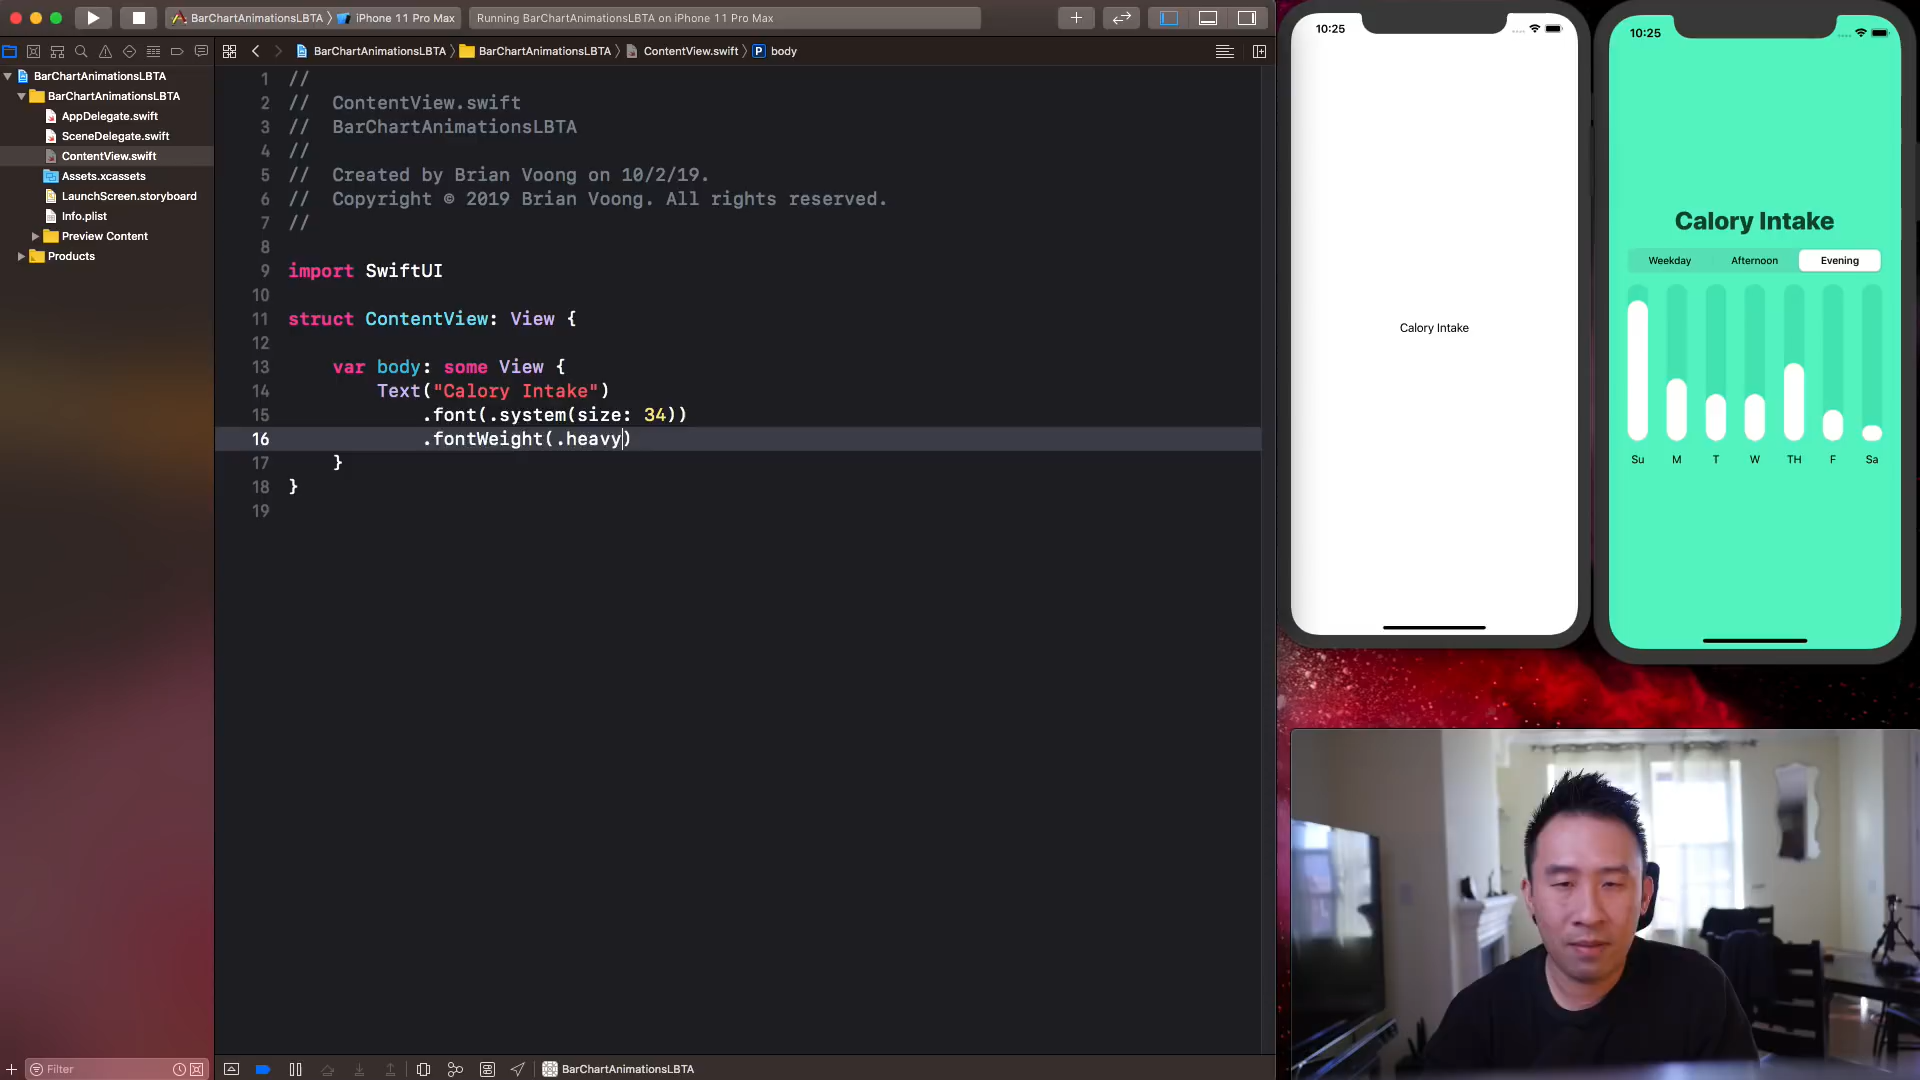 BarChartAnimationsLBTA 〉 iPhone 11 Pro Max
Running BarChartAnimationsLBTA on iPhone 11 Pro Max
BarChartAnimationsLBTA 〉 BarChartAnimationsLBTA 〉 ContentView.swift 〉 P body
BarChartAnimationsLBTA
BarChartAnimationsLBTA
AppDelegate.swift
SceneDelegate.swift
ContentView.swift
Assets.xcassets
LaunchScreen.storyboard
Info.plist
Preview Content
Products
Filter
1 //
2 //  ContentView.swift
3 //  BarChartAnimationsLBTA
4 //
5 //  Created by Brian Voong on 10/2/19.
6 //  Copyright © 2019 Brian Voong. All rights reserved.
7 //
8
9 import SwiftUI
10
11 struct ContentView: View {
12
13     var body: some View {
14         Text("Calory Intake")
15             .font(.system(size: 34))
16             .fontWeight(.heavy)
17     }
18 }
19
BarChartAnimationsLBTA
10:25
Calory Intake
10:25
Calory Intake
Weekday Afternoon Evening
Su M T W TH F Sa